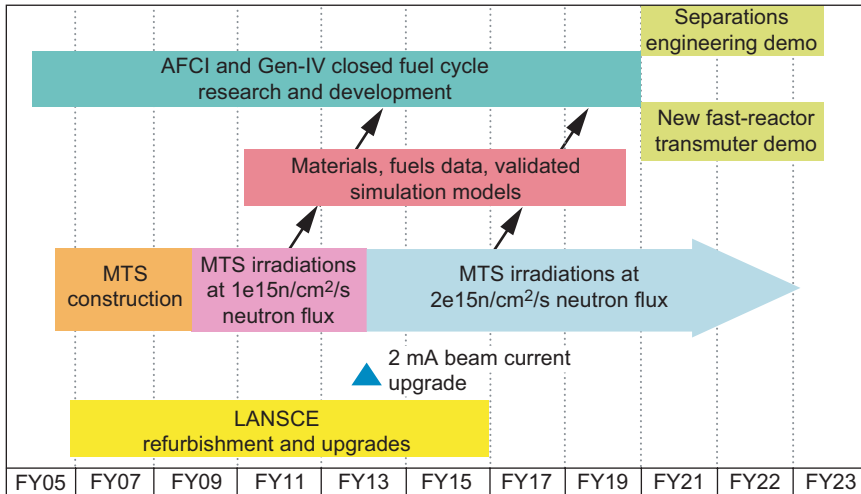 Separations
engineering demo
AFCI and Gen-IV closed fuel cycle
research and development
New fast-reactor
transmuter demo
Materials, fuels data, validated
simulation models
MTS
construction
MTS irradiations
at 1e15n/cm²/s
neutron flux
MTS irradiations at
2e15n/cm²/s neutron flux
2 mA beam current
upgrade
LANSCE
refurbishment and upgrades
FY05 FY07 FY09 FY11 FY13 FY15 FY17 FY19 FY21 FY22 FY23